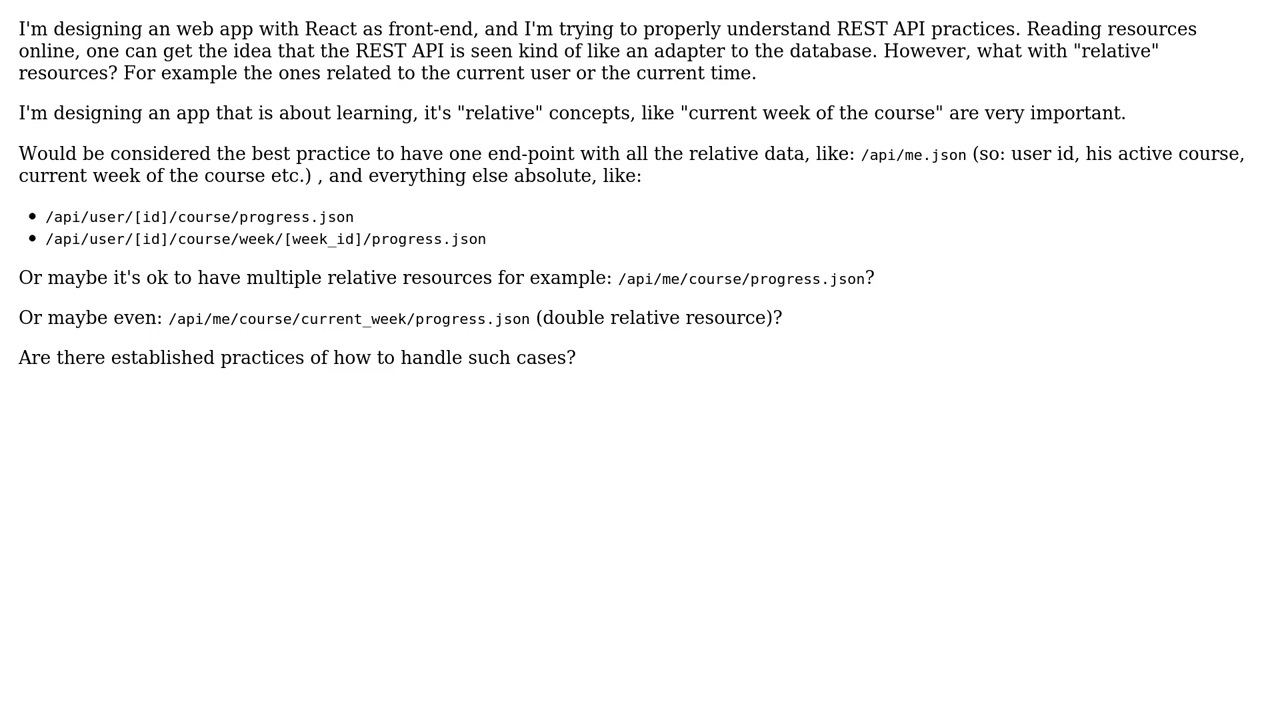 I'm designing an web app with React as front-end, and I'm trying to properly understand REST API practices. Reading resources
online, one can get the idea that the REST API is seen kind of like an adapter to the database. However, what with "relative"
resources? For example the ones related to the current user or the current time.
I'm designing an app that is about learning, it's "relative" concepts, like "current week of the course" are very important.
Would be considered the best practice to have one end-point with all the relative data, like: /api/me.json (so: user id, his active course,
current week of the course etc.) , and everything else absolute, like:
• /api/user/[id]/course/progress.json
• /api/user/[id]/course/week/[week_id]/progress.json
Or maybe it's ok to have multiple relative resources for example: /api/me/course/progress.json?
Or maybe even: /api/me/course/current_week/progress.json (double relative resource)?
Are there established practices of how to handle such cases?